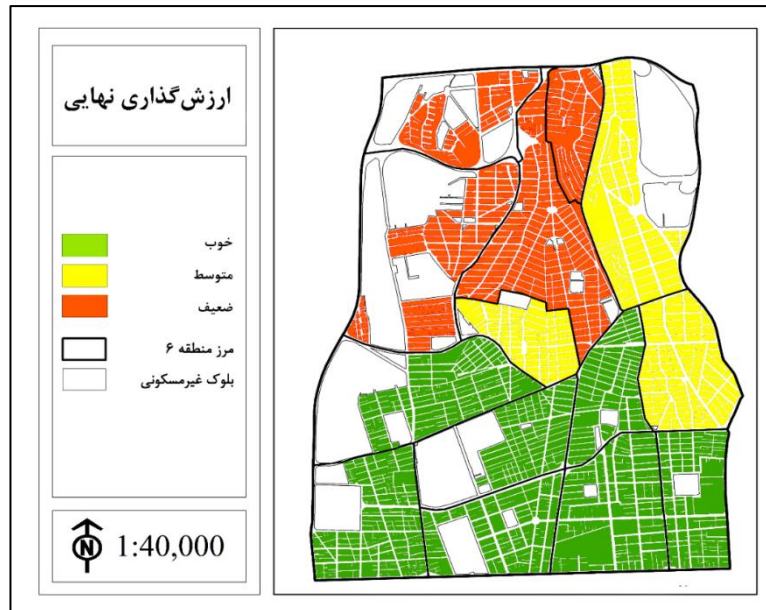 ارزش‌گذاری نهایی
خوب
متوسط
ضعیف
مرز منطقه ۶
بلوک غیرمسکونی
N 1:40,000